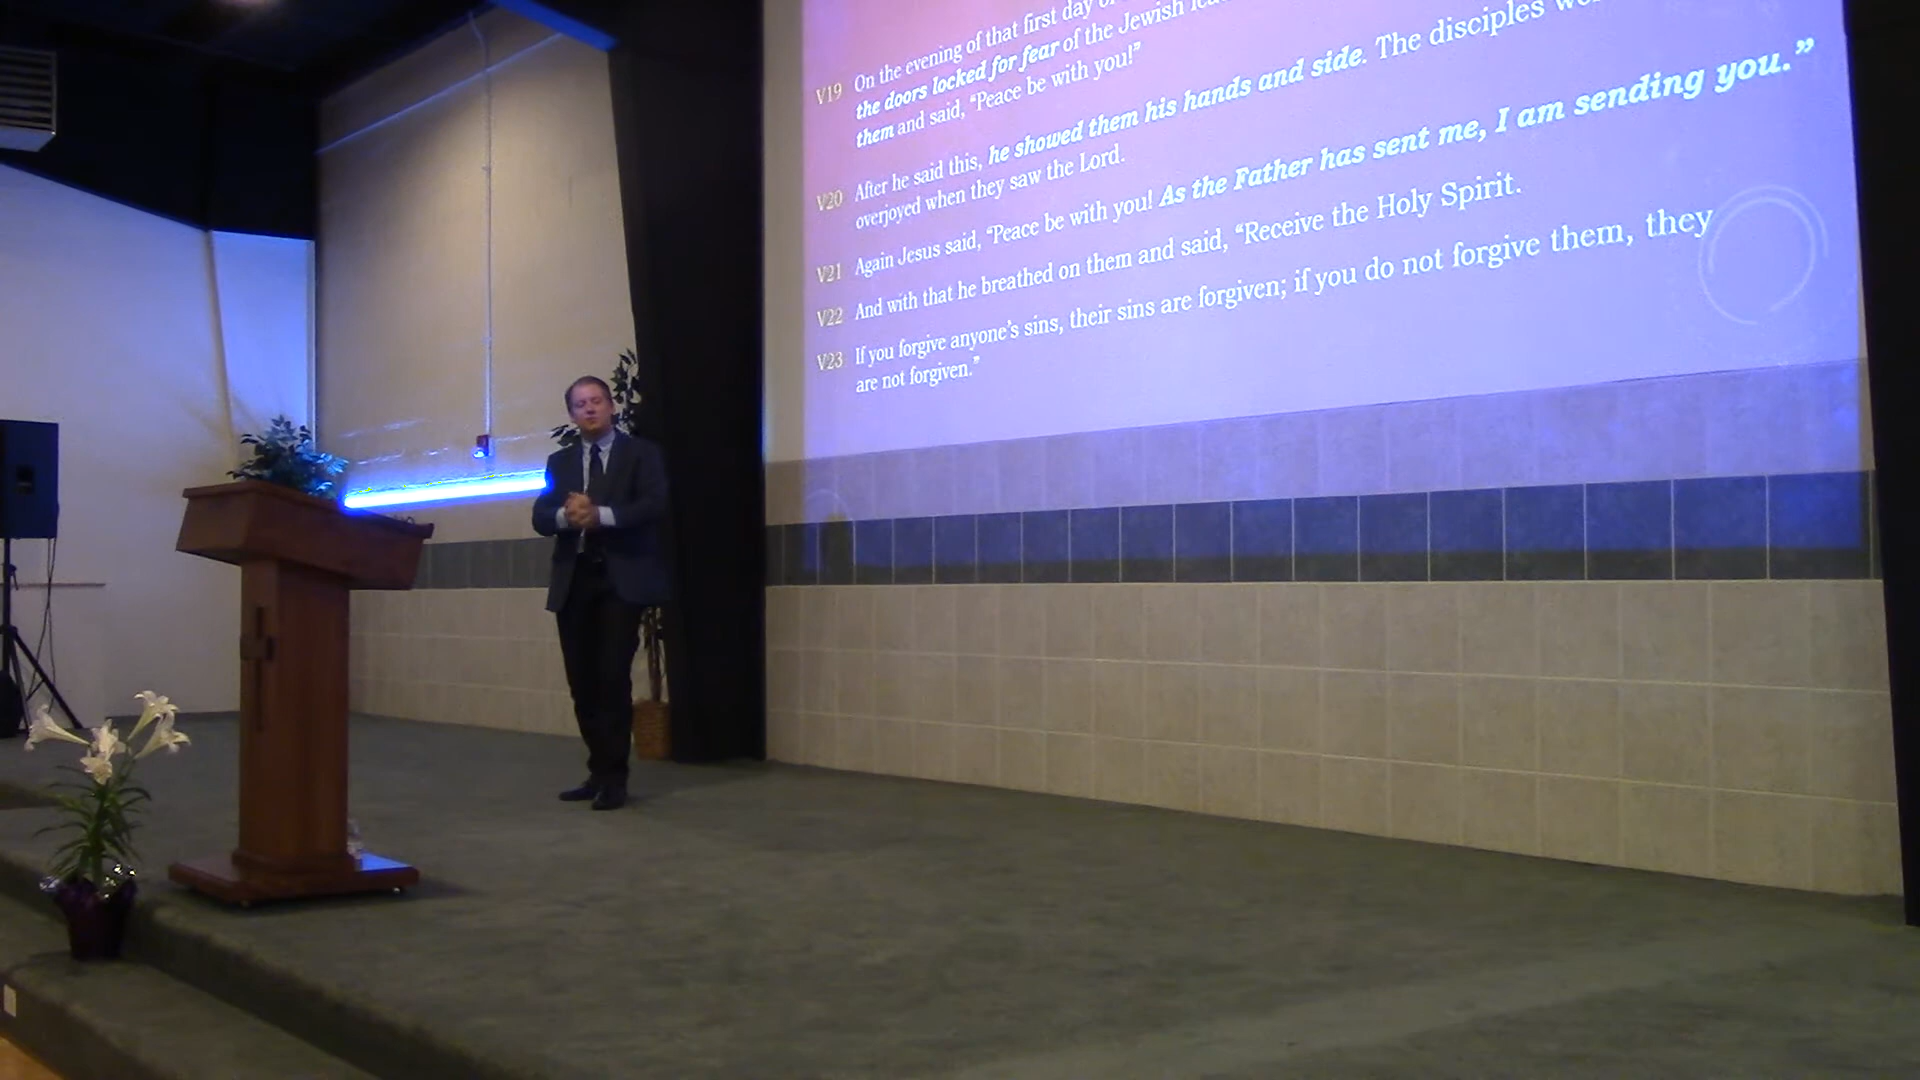 V19 On the evening of that first day of
the doors locked for fear of the Jewish
them and said, “Peace be with you!”
V20 After he said this, he showed them his hands and side. The disciples
overjoyed when they saw the Lord.
V21 Again Jesus said, “Peace be with you! As the Father has sent me, I am sending you.”
V22 And with that he breathed on them and said, “Receive the Holy Spirit.
V23 If you forgive anyone’s sins, their sins are forgiven; if you do not forgive them, they
are not forgiven.”